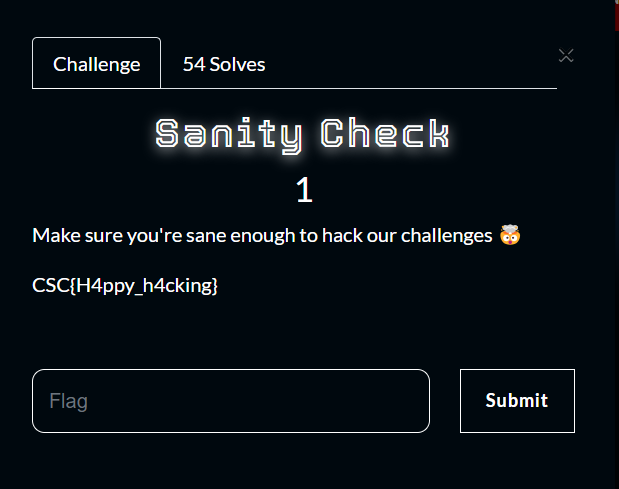 Challenge 54 Solves
Sanity Check
1
Make sure you're sane enough to hack our challenges 🤯
CSC{H4ppy_h4cking}
Flag Submit